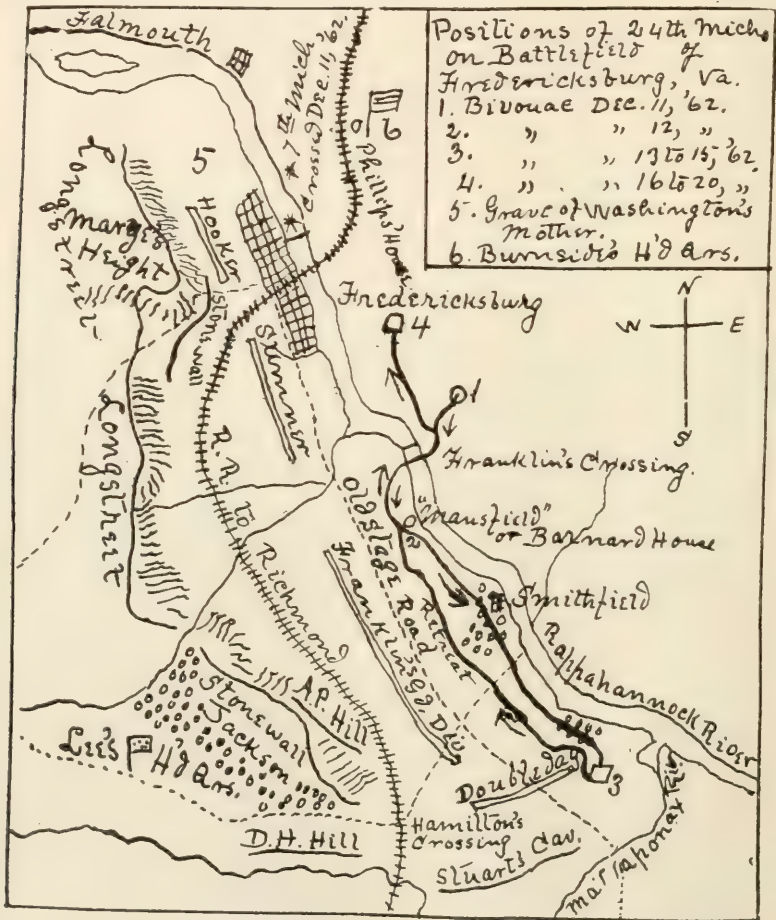 Positions of 24th Mich.
on Battlefield of
Fredericksburg, Va.
1. Bivouac Dec. 11, '62.
2. " " 12, "
3. " " 13 to 15, '62
4. " " 16 to 20, "
5. Grave of Washington's
Mother.
6. Burnside's H'd Qrs.
Falmouth
* 7th Mich.
Crossed Dec. 11, '62.
6
Phillips' House
5
Longstreet
Marye's
Height
Hooker
Stonewall
Sumner
Fredericksburg
4
N
W E
S
1
Franklin's Crossing.
Longstreet
R.R. to Richmond
Old Stage Road
2
"Mansfield"
or Barnard House
Smithfield
Franklin's Gd. Div.
Retreat
Rappahannock River
A.P. Hill
Stonewall
Jackson
Lee's H'd Qrs.
Doubleday
3
Hamilton's
Crossing
D.H. Hill
Stuart's Cav.